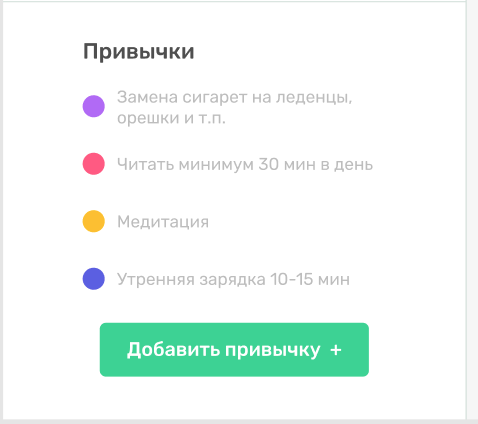 Привычки
Замена сигарет на леденцы,
орешки и т.п.
Читать минимум 30 мин в день
Медитация
Утренняя зарядка 10-15 мин
Добавить привычку +